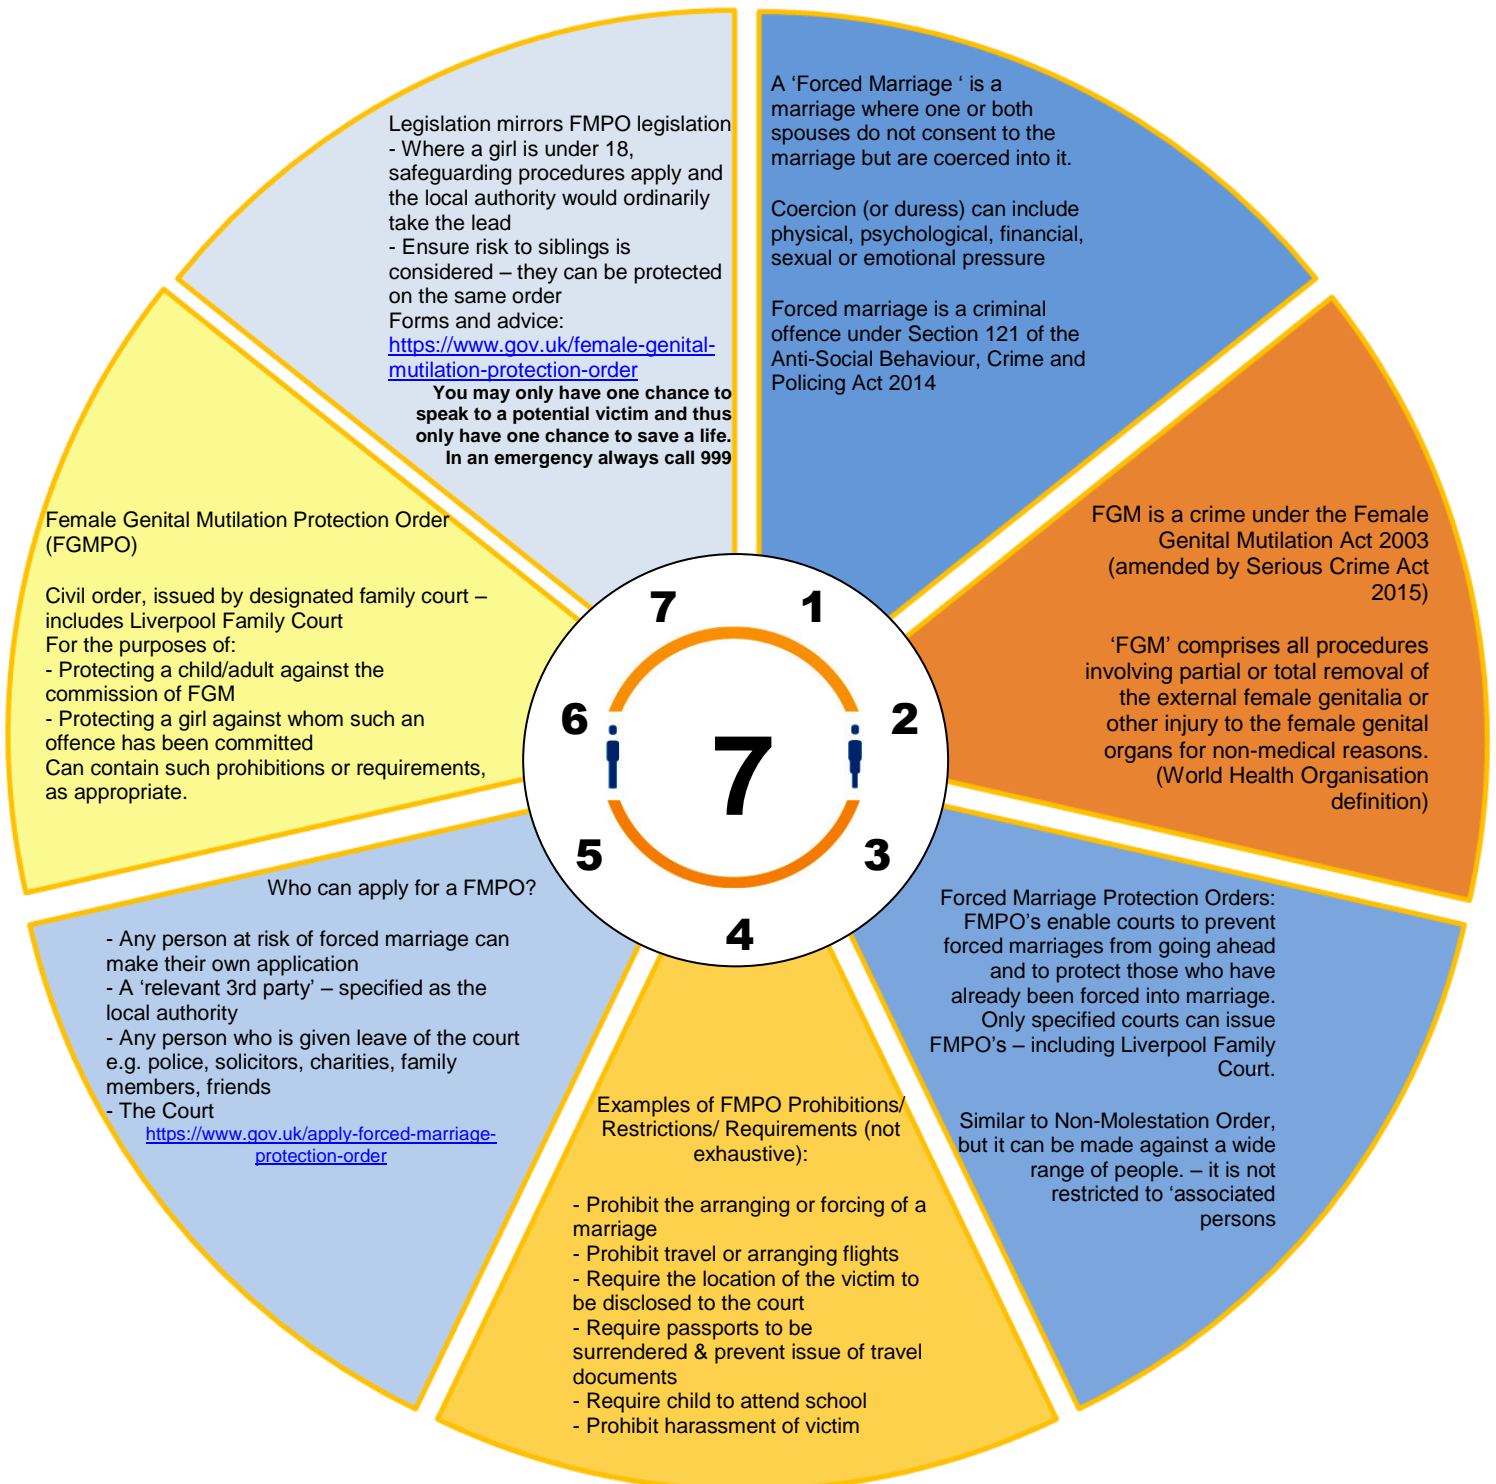 A ‘Forced Marriage ‘ is a
marriage where one or both
spouses do not consent to the
marriage but are coerced into it.
Coercion (or duress) can include
physical, psychological, financial,
sexual or emotional pressure
Forced marriage is a criminal
offence under Section 121 of the
Anti-Social Behaviour, Crime and
Policing Act 2014
FGM is a crime under the Female
Genital Mutilation Act 2003
(amended by Serious Crime Act
2015)
‘FGM’ comprises all procedures
involving partial or total removal of
the external female genitalia or
other injury to the female genital
organs for non-medical reasons.
(World Health Organisation
definition)
Forced Marriage Protection Orders:
FMPO’s enable courts to prevent
forced marriages from going ahead
and to protect those who have
already been forced into marriage.
Only specified courts can issue
FMPO’s – including Liverpool Family
Court.
Similar to Non-Molestation Order,
but it can be made against a wide
range of people. – it is not
restricted to ‘associated
persons
Examples of FMPO Prohibitions/
Restrictions/ Requirements (not
exhaustive):
- Prohibit the arranging or forcing of a
marriage
- Prohibit travel or arranging flights
- Require the location of the victim to
be disclosed to the court
- Require passports to be
surrendered & prevent issue of travel
documents
- Require child to attend school
- Prohibit harassment of victim
Who can apply for a FMPO?
- Any person at risk of forced marriage can
make their own application
- A ‘relevant 3rd party’ – specified as the
local authority
- Any person who is given leave of the court
e.g. police, solicitors, charities, family
members, friends
- The Court
https://www.gov.uk/apply-forced-marriage-
protection-order
Female Genital Mutilation Protection Order
(FGMPO)
Civil order, issued by designated family court –
includes Liverpool Family Court
For the purposes of:
- Protecting a child/adult against the
commission of FGM
- Protecting a girl against whom such an
offence has been committed
Can contain such prohibitions or requirements,
as appropriate.
Legislation mirrors FMPO legislation
- Where a girl is under 18,
safeguarding procedures apply and
the local authority would ordinarily
take the lead
- Ensure risk to siblings is
considered – they can be protected
on the same order
Forms and advice:
https://www.gov.uk/female-genital-
mutilation-protection-order
You may only have one chance to
speak to a potential victim and thus
only have one chance to save a life.
In an emergency always call 999
1
2
3
4
5
6
7
7